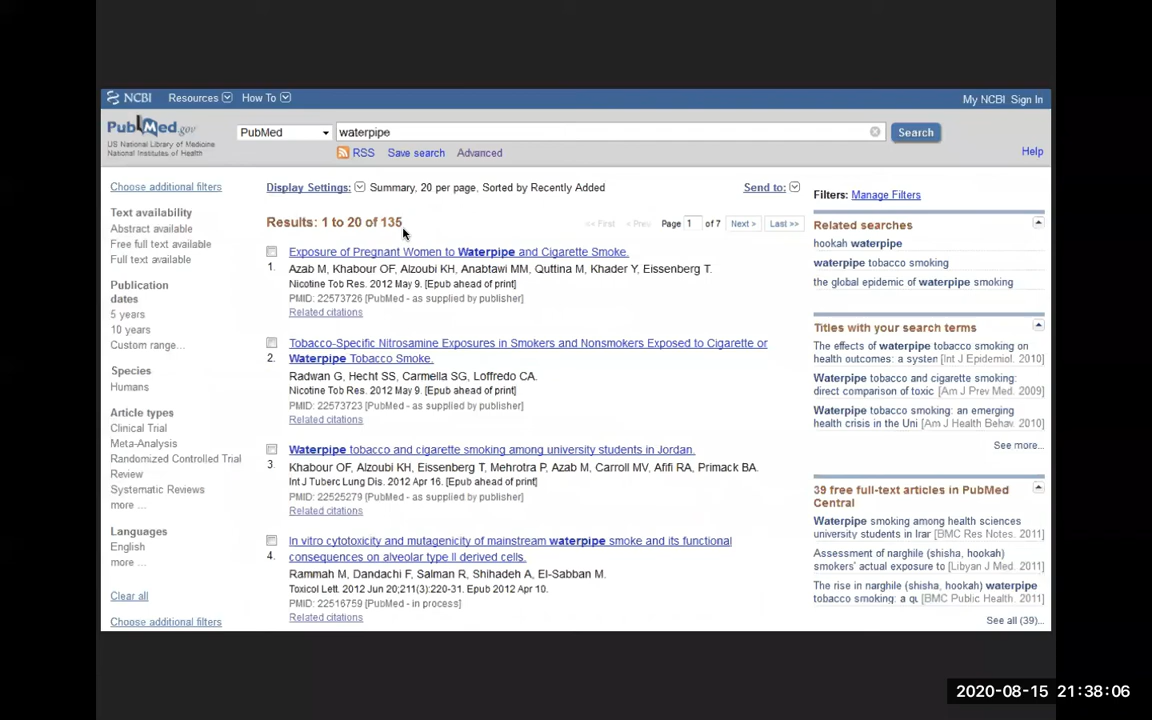 NCBI Resources How To My NCBI Sign In
PubMed.gov
US National Library of Medicine
National Institutes of Health
PubMed waterpipe Search
RSS Save search Advanced Help
Choose additional filters
Text availability
Abstract available
Free full text available
Full text available
Publication
dates
5 years
10 years
Custom range...
Species
Humans
Article types
Clinical Trial
Meta-Analysis
Randomized Controlled Trial
Review
Systematic Reviews
more ...
Languages
English
more ...
Clear all
Choose additional filters
Display Settings: Summary, 20 per page, Sorted by Recently Added Send to:
Results: 1 to 20 of 135 << First < Prev Page 1 of 7 Next > Last >>
Exposure of Pregnant Women to Waterpipe and Cigarette Smoke.
1. Azab M, Khabour OF, Alzoubi KH, Anabtawi MM, Quttina M, Khader Y, Eissenberg T.
Nicotine Tob Res. 2012 May 9. [Epub ahead of print]
PMID: 22573726 [PubMed - as supplied by publisher]
Related citations
Tobacco-Specific Nitrosamine Exposures in Smokers and Nonsmokers Exposed to Cigarette or
2. Waterpipe Tobacco Smoke.
Radwan G, Hecht SS, Carmella SG, Loffredo CA.
Nicotine Tob Res. 2012 May 9. [Epub ahead of print]
PMID: 22573723 [PubMed - as supplied by publisher]
Related citations
Waterpipe tobacco and cigarette smoking among university students in Jordan.
3. Khabour OF, Alzoubi KH, Eissenberg T, Mehrotra P, Azab M, Carroll MV, Afifi RA, Primack BA.
Int J Tuberc Lung Dis. 2012 Apr 16. [Epub ahead of print]
PMID: 22525279 [PubMed - as supplied by publisher]
Related citations
In vitro cytotoxicity and mutagenicity of mainstream waterpipe smoke and its functional
4. consequences on alveolar type II derived cells.
Rammah M, Dandachi F, Salman R, Shihadeh A, El-Sabban M.
Toxicol Lett. 2012 Jun 20;211(3):220-31. Epub 2012 Apr 10.
PMID: 22516759 [PubMed - in process]
Related citations
Filters: Manage Filters
Related searches
hookah waterpipe
waterpipe tobacco smoking
the global epidemic of waterpipe smoking
Titles with your search terms
The effects of waterpipe tobacco smoking on
health outcomes: a systen [Int J Epidemiol. 2010]
Waterpipe tobacco and cigarette smoking:
direct comparison of toxic [Am J Prev Med. 2009]
Waterpipe tobacco smoking: an emerging
health crisis in the Uni [Am J Health Behav. 2010]
See more...
39 free full-text articles in PubMed
Central
Waterpipe smoking among health sciences
university students in Irar [BMC Res Notes. 2011]
Assessment of narghile (shisha, hookah)
smokers' actual exposure to [Libyan J Med. 2011]
The rise in narghile (shisha, hookah) waterpipe
tobacco smoking: a qu [BMC Public Health. 2011]
See all (39)...
2020-08-15 21:38:06